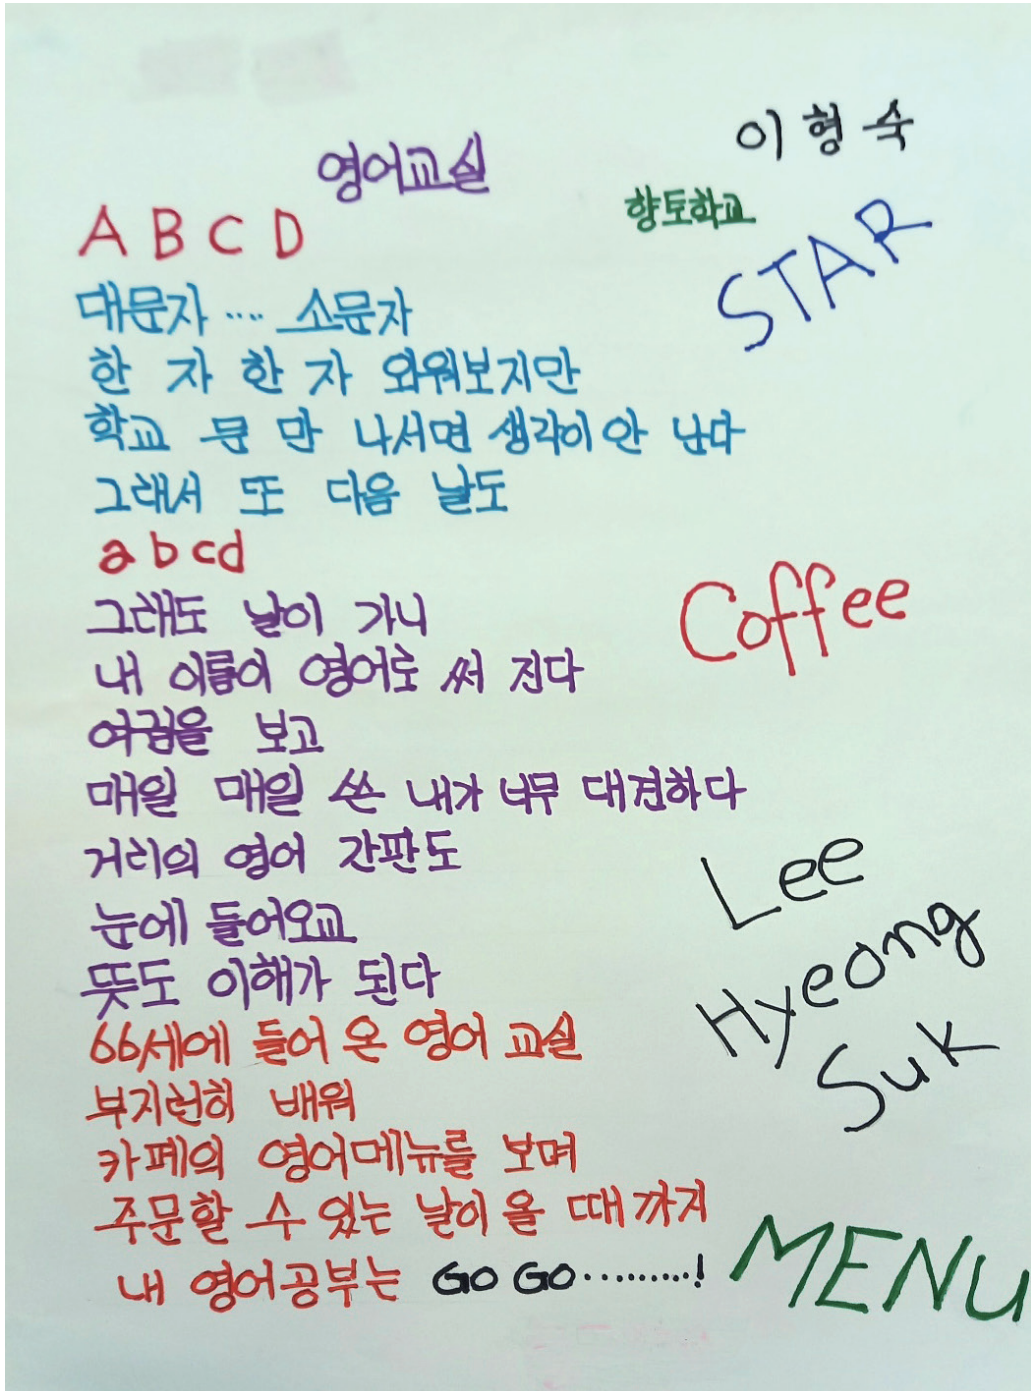 이형숙
영어교실
향토학교
A B C D
STAR
대문자 .... 소문자
한 자 한 자 와워보지만
학교 문 만 나서면 생각이 안 난다
그래서 또 다음 날도
a b c d
Coffee
그래도 날이 가니
내 이름이 영어로 써 진다
여권을 보고
매일 매일 쓴 내가 너무 대견하다
거리의 영어 간판도
Lee
눈에 들어오고
Hyeong
뜻도 이해가 된다
Suk
66세에 들어 온 영어 교실
부지런히 배워
카페의 영어메뉴를 보며
주문할 수 있는 날이 올 때 까지
MENU
내 영어공부는 GO GO .........!